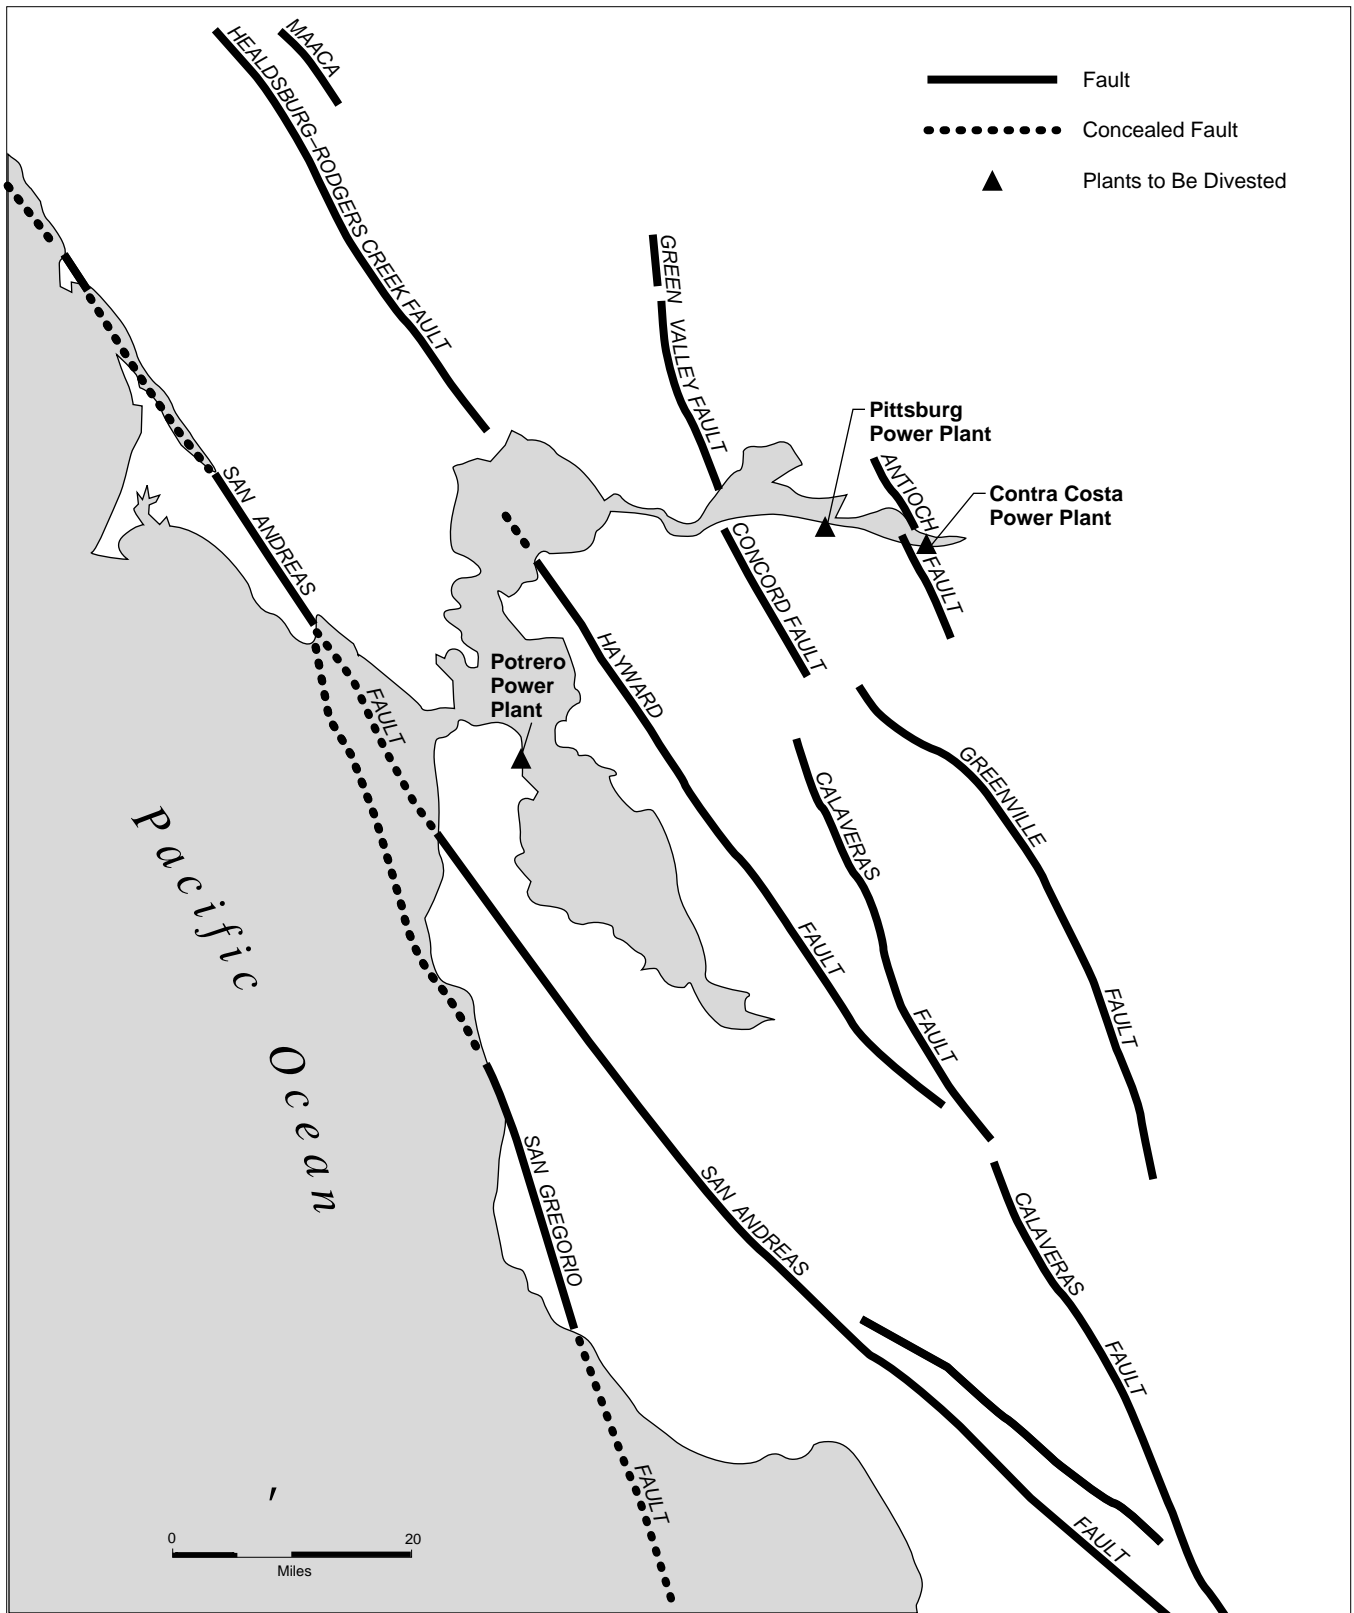 MAACA
HEALDSBURG–RODGERS CREEK FAULT
Fault
Concealed Fault
Plants to Be Divested
GREEN VALLEY FAULT
Pittsburg
Power Plant
ANTIOCH
FAULT
Contra Costa
Power Plant
SAN ANDREAS
FAULT
CONCORD FAULT
HAYWARD
FAULT
Potrero
Power
Plant
GREENVILLE
FAULT
CALAVERAS
FAULT
Pacific Ocean
SAN GREGORIO
FAULT
SAN ANDREAS
FAULT
CALAVERAS
FAULT
0 20
Miles